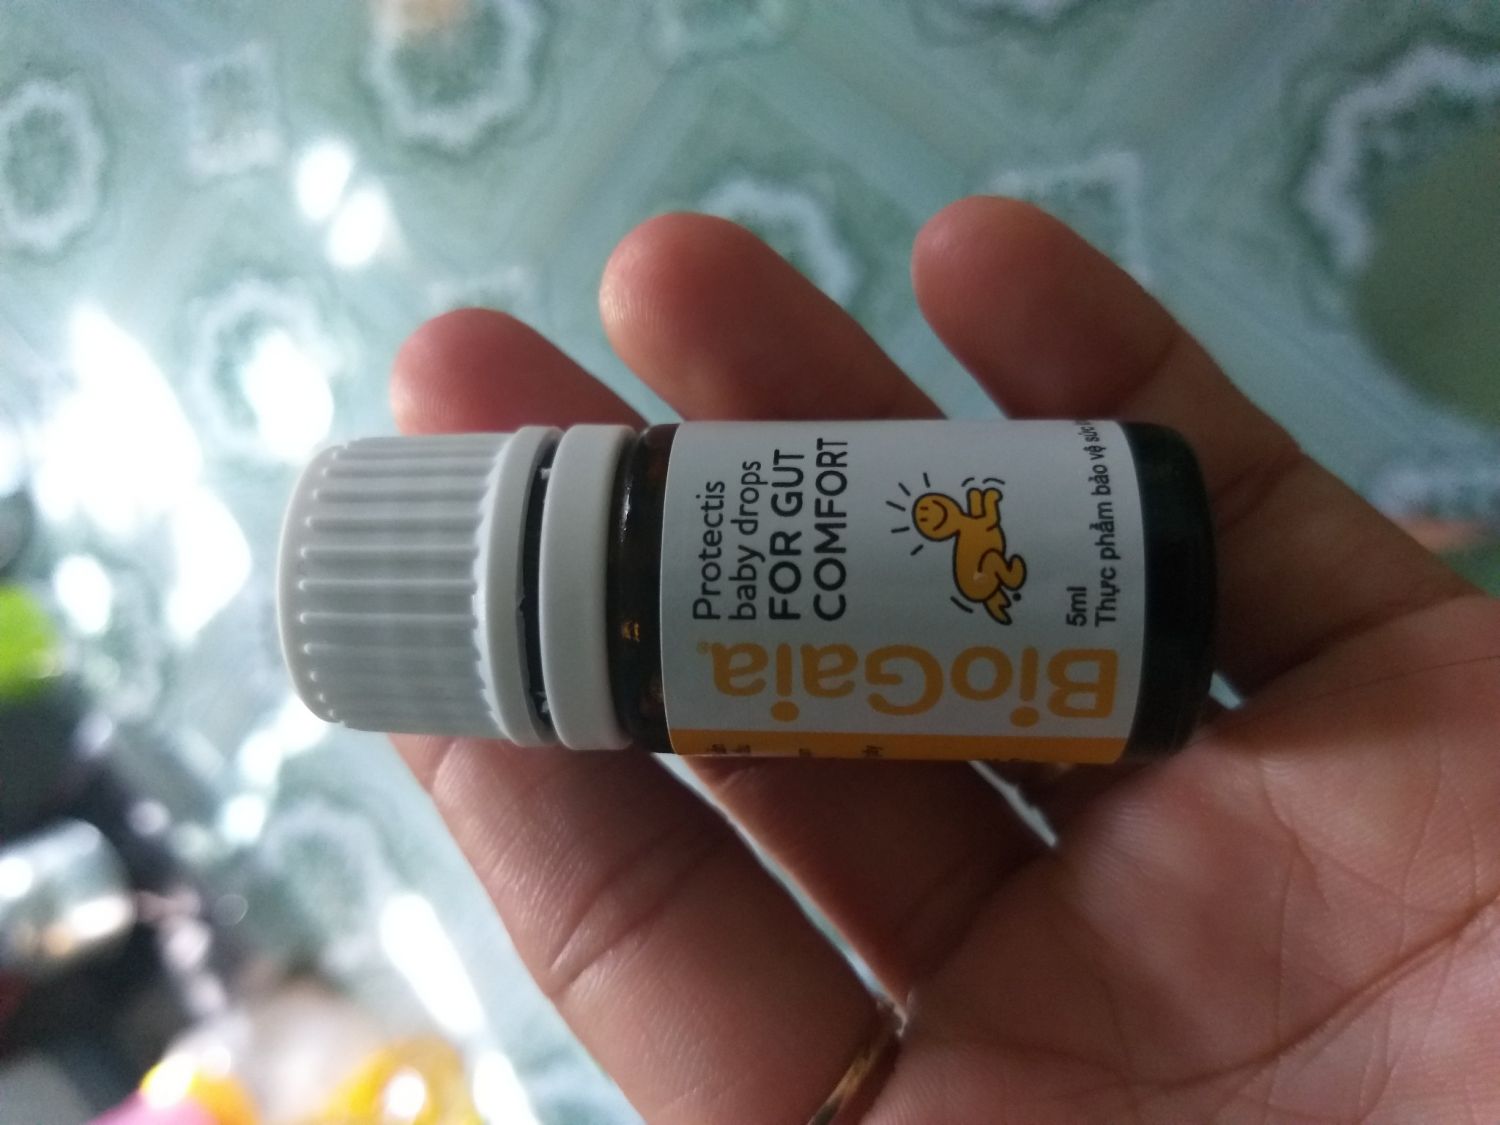 BioGaia®
Protectis
baby drops
FOR GUT
COMFORT
5ml
Thực phẩm bảo vệ sức